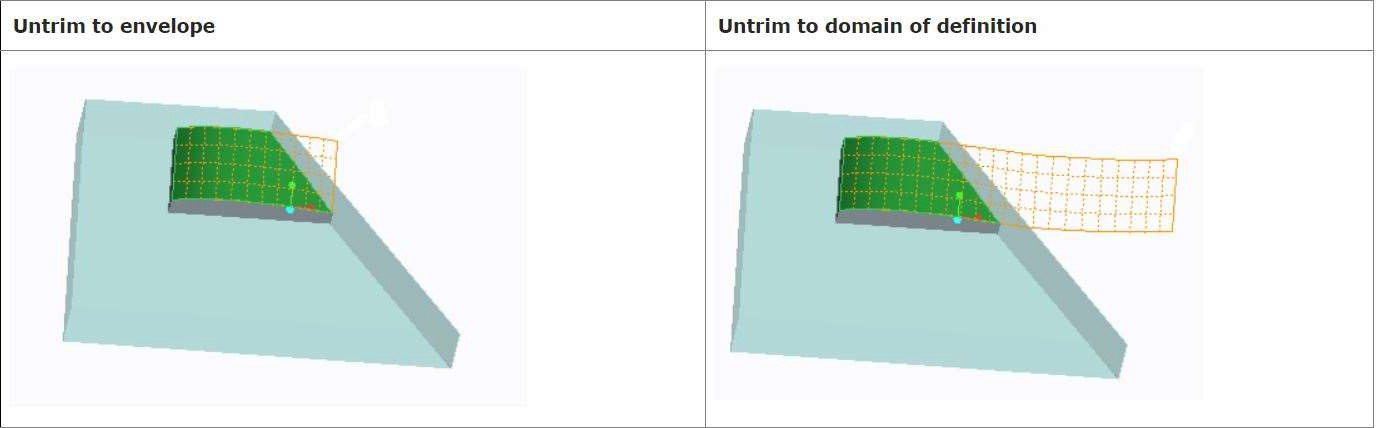 Untrim to envelope
Untrim to domain of definition